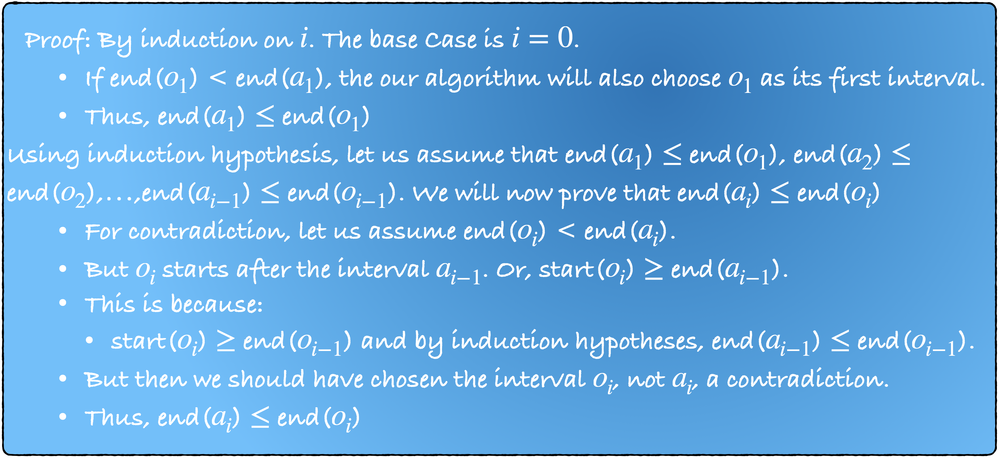 Proof: By induction on i. The base Case is i = 0.
• If end(o₁) < end(a₁), the our algorithm will also choose o₁ as its first interval.
• Thus, end(a₁) ≤ end(o₁)
Using induction hypothesis, let us assume that end(a₁) ≤ end(o₁), end(a₂) ≤
end(o₂),…,end(aᵢ₋₁) ≤ end(oᵢ₋₁). We will now prove that end(aᵢ) ≤ end(oᵢ)
• For contradiction, let us assume end(oᵢ) < end(aᵢ).
• But oᵢ starts after the interval aᵢ₋₁. Or, start(oᵢ) ≥ end(aᵢ₋₁).
• This is because:
• start(oᵢ) ≥ end(oᵢ₋₁) and by induction hypotheses, end(aᵢ₋₁) ≤ end(oᵢ₋₁).
• But then we should have chosen the interval oᵢ, not aᵢ, a contradiction.
• Thus, end(aᵢ) ≤ end(oᵢ)